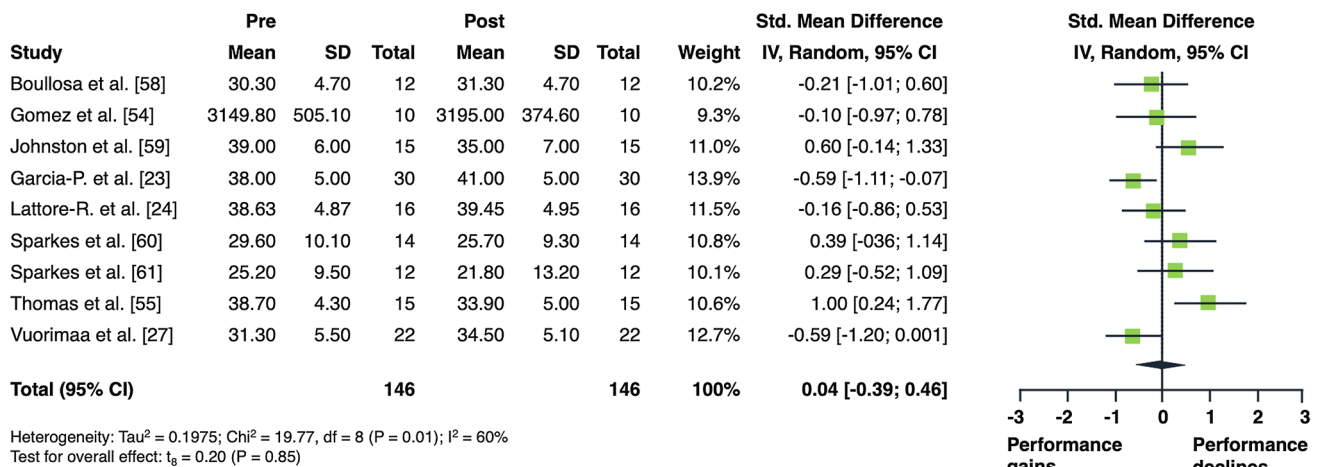 Pre Post Std. Mean Difference Std. Mean Difference
Study Mean SD Total Mean SD Total Weight IV, Random, 95% CI IV, Random, 95% CI
Boullosa et al. [58] 30.30 4.70 12 31.30 4.70 12 10.2% -0.21 [-1.01; 0.60]
Gomez et al. [54] 3149.80 505.10 10 3195.00 374.60 10 9.3% -0.10 [-0.97; 0.78]
Johnston et al. [59] 39.00 6.00 15 35.00 7.00 15 11.0% 0.60 [-0.14; 1.33]
Garcia-P. et al. [23] 38.00 5.00 30 41.00 5.00 30 13.9% -0.59 [-1.11; -0.07]
Lattore-R. et al. [24] 38.63 4.87 16 39.45 4.95 16 11.5% -0.16 [-0.86; 0.53]
Sparkes et al. [60] 29.60 10.10 14 25.70 9.30 14 10.8% 0.39 [-036; 1.14]
Sparkes et al. [61] 25.20 9.50 12 21.80 13.20 12 10.1% 0.29 [-0.52; 1.09]
Thomas et al. [55] 38.70 4.30 15 33.90 5.00 15 10.6% 1.00 [0.24; 1.77]
Vuorimaa et al. [27] 31.30 5.50 22 34.50 5.10 22 12.7% -0.59 [-1.20; 0.001]
Total (95% CI) 146 146 100% 0.04 [-0.39; 0.46]
-3 -2 -1 0 1 2 3
Heterogeneity: Tau² = 0.1975; Chi² = 19.77, df = 8 (P = 0.01); I² = 60%
Test for overall effect: t₈ = 0.20 (P = 0.85)
Performance Performance
gains declines